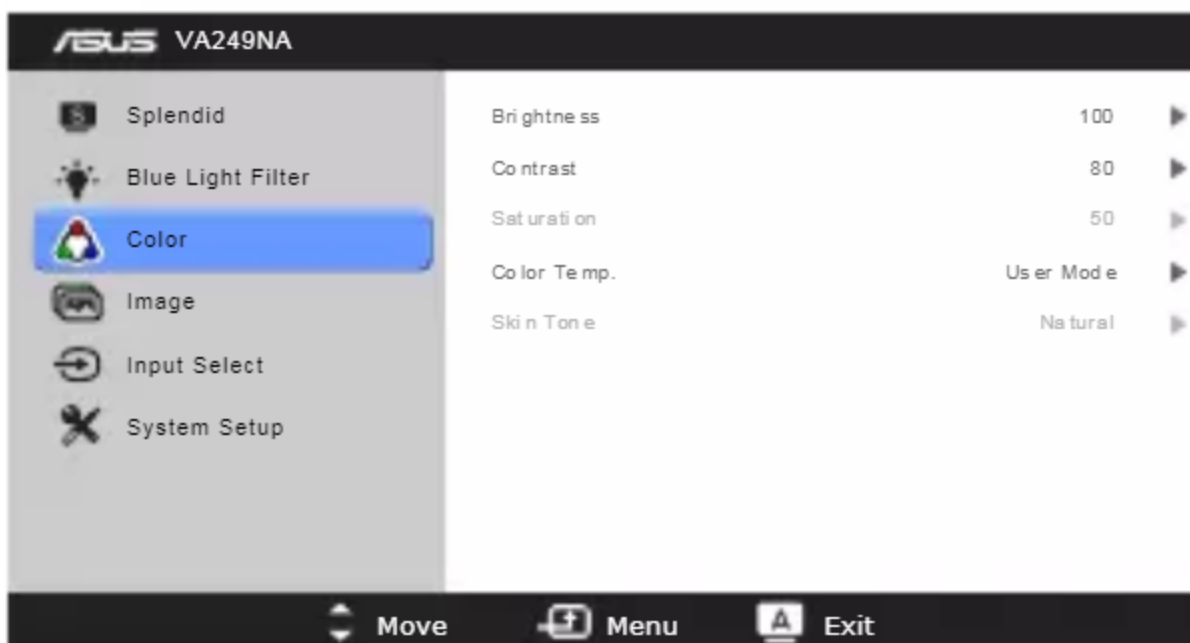 ASUS VA249NA
Splendid
Blue Light Filter
Color
Image
Input Select
System Setup
Brightness 100
Contrast 80
Saturation 50
Color Temp. User Mode
Skin Tone Natural
Move Menu A Exit